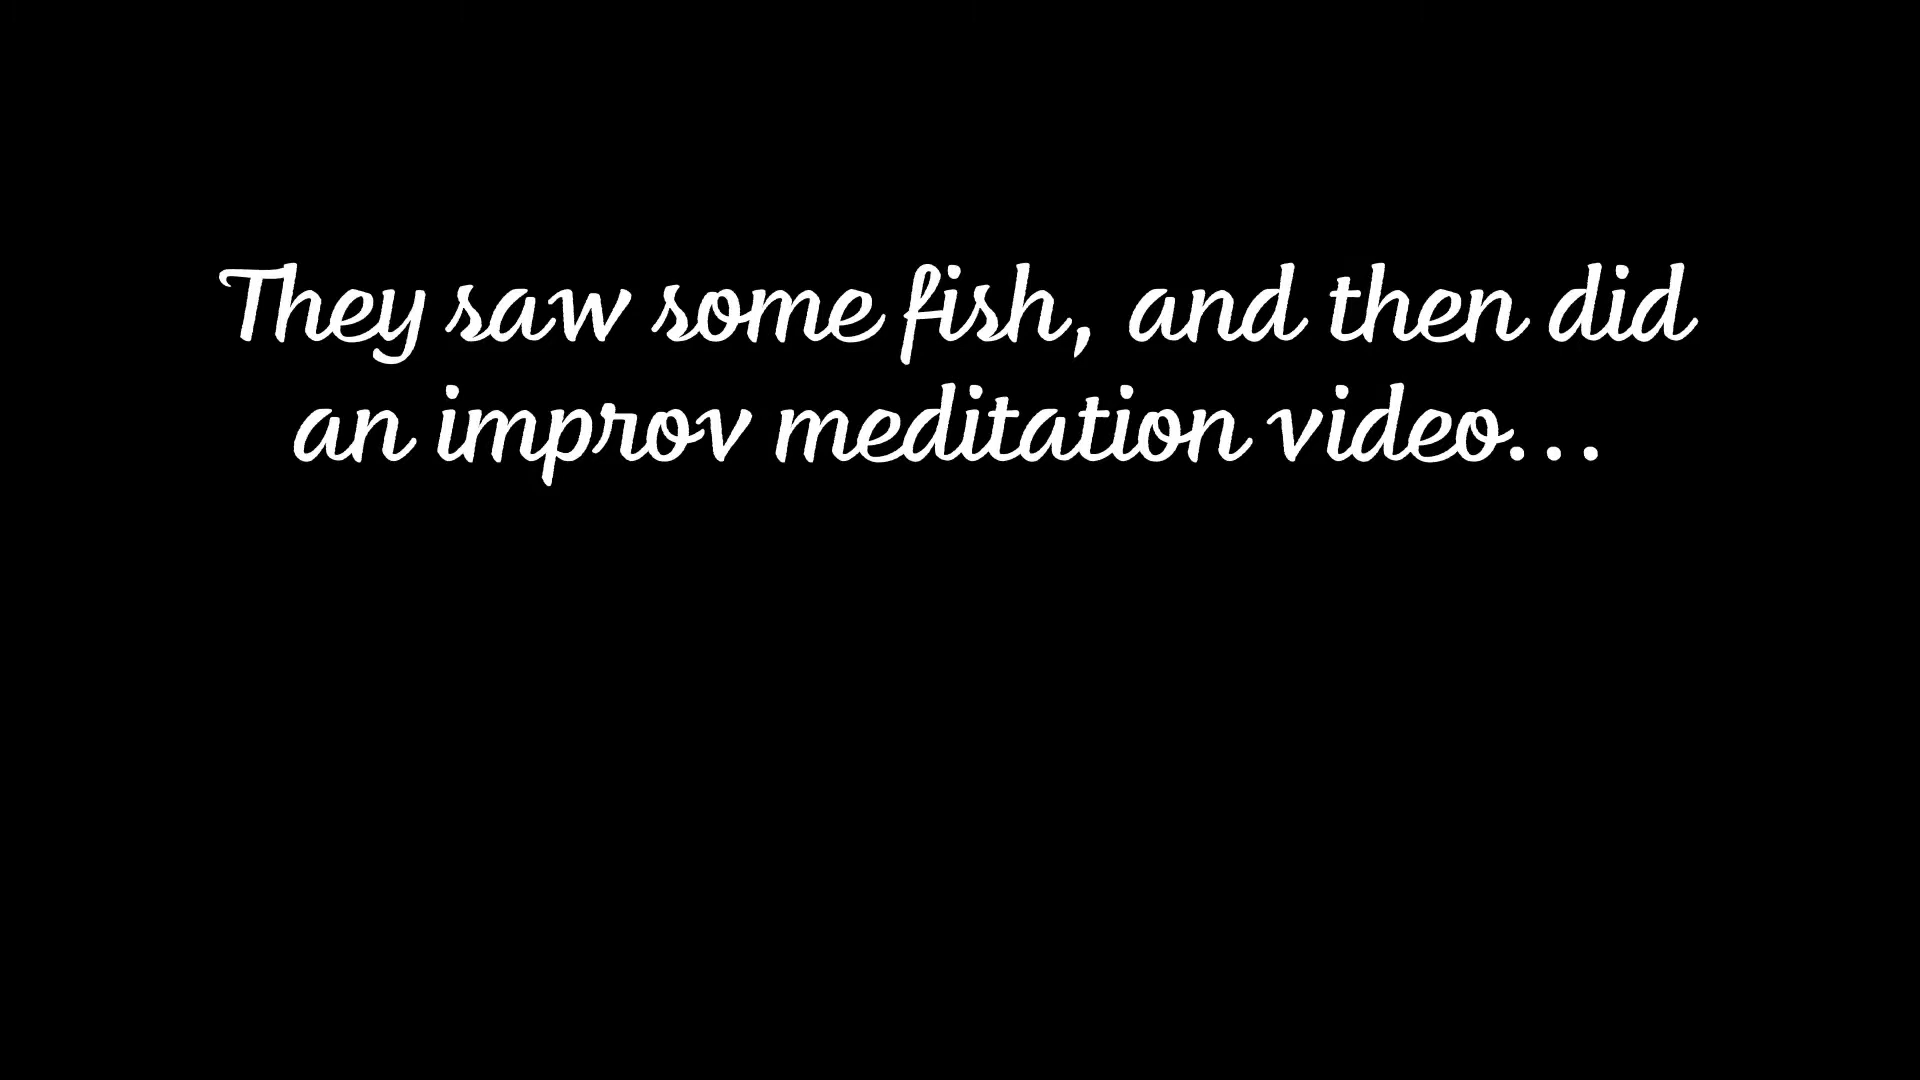 They saw some fish, and then did
an improv meditation video...